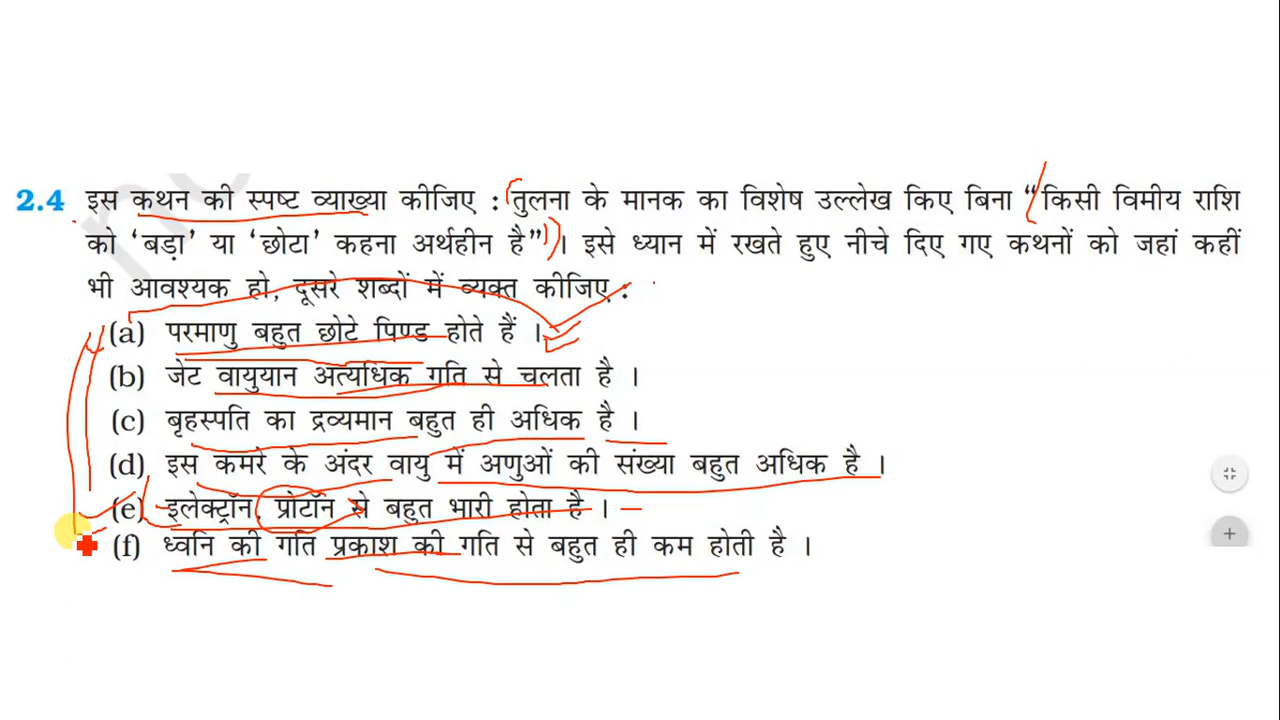 2.4 इस कथन की स्पष्ट व्याख्या कीजिए : तुलना के मानक का विशेष उल्लेख किए बिना “किसी विमीय राशि
को ‘बड़ा’ या ‘छोटा’ कहना अर्थहीन है” । इसे ध्यान में रखते हुए नीचे दिए गए कथनों को जहां कहीं
भी आवश्यक हो, दूसरे शब्दों में व्यक्त कीजिए :
(a) परमाणु बहुत छोटे पिण्ड होते हैं ।
(b) जेट वायुयान अत्यधिक गति से चलता है ।
(c) बृहस्पति का द्रव्यमान बहुत ही अधिक है ।
(d) इस कमरे के अंदर वायु में अणुओं की संख्या बहुत अधिक है ।
(e) इलेक्ट्रॉन, प्रोटॉन से बहुत भारी होता है ।
(f) ध्वनि की गति प्रकाश की गति से बहुत ही कम होती है ।